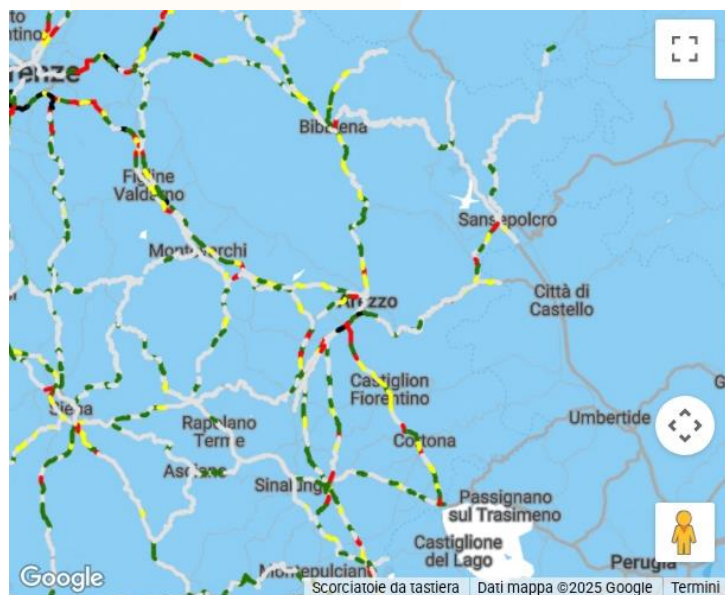 Bibbiena
Figline
Valdarno
Sansepolcro
Montevarchi
Arezzo
Città di
Castello
Castiglion
Fiorentino
Siena
Umbertide
Rapolano
Terme
Cortona
Asciano
Sinalunga
Passignano
sul Trasimeno
Castiglione
del Lago
Perugia
Montepulciano
Google
Scorciatoie da tastiera
Dati mappa ©2025 Google
Termini